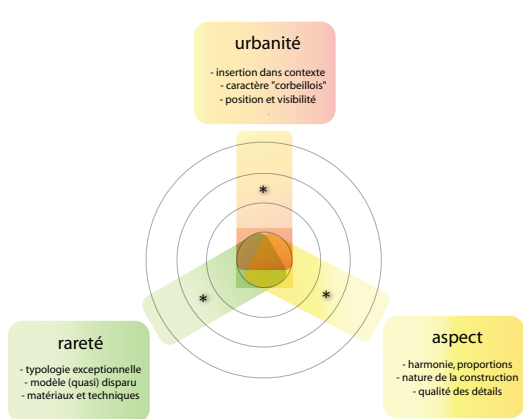 urbanité
- insertion dans contexte
- caractère "corbeillois"
- position et visibilité
*
*
*
rareté
- typologie exceptionnelle
- modèle (quasi) disparu
- matériaux et techniques
aspect
- harmonie, proportions
- nature de la construction
- qualité des détails